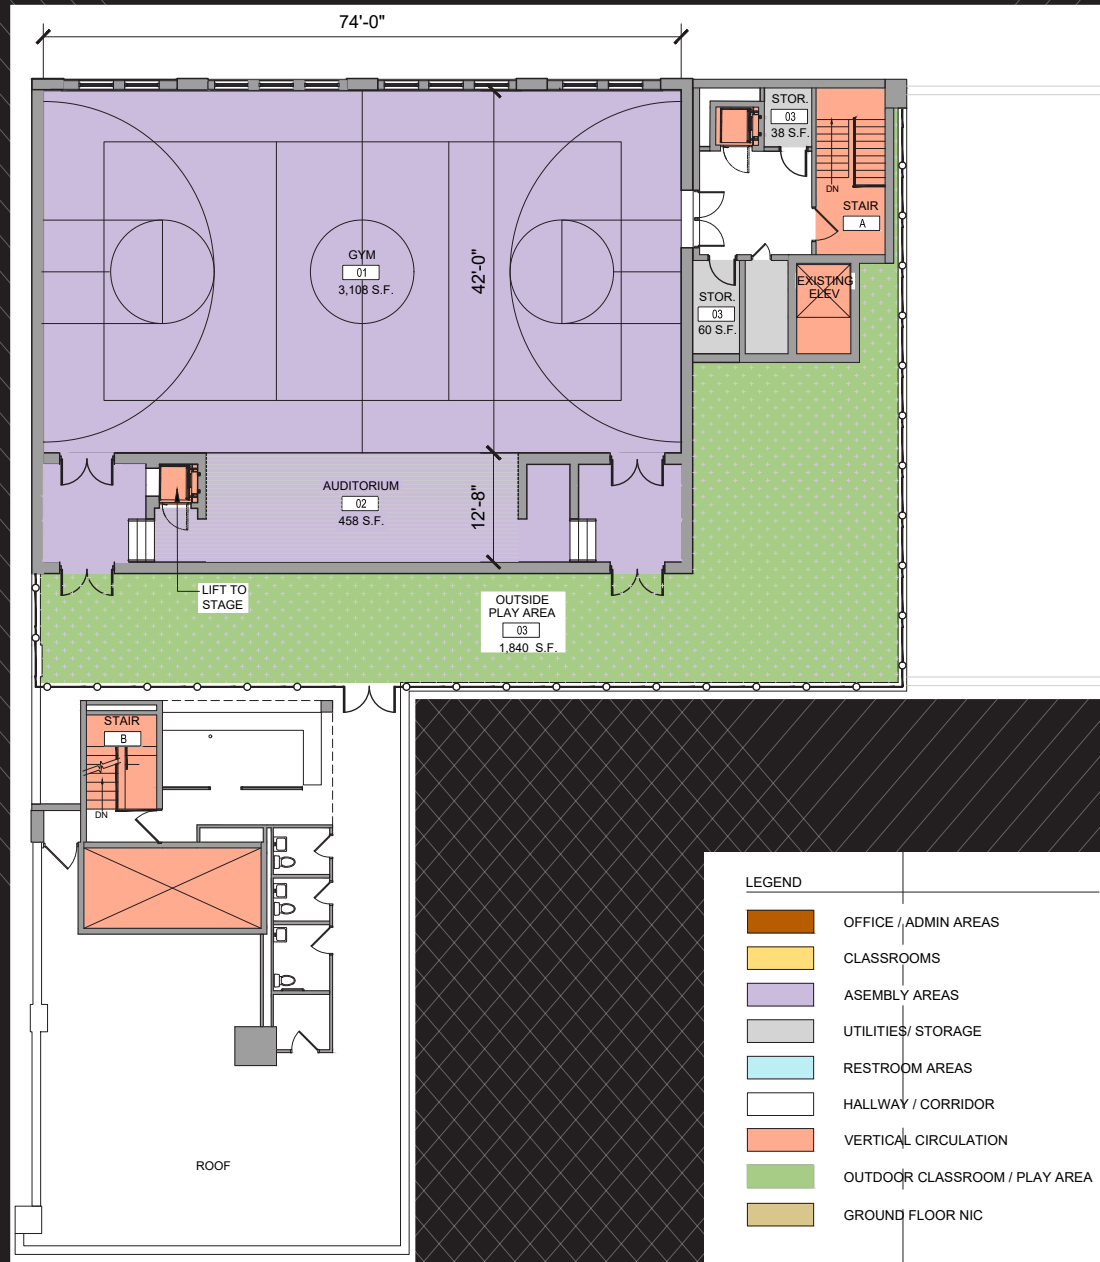 74'-0"
STOR.
03
38 S.F.
DN
STAIR
A
GYM
01
3,108 S.F.
42'-0"
EXISTING
ELEV
STOR.
03
60 S.F.
AUDITORIUM
02
458 S.F.
12'-8"
LIFT TO
STAGE
OUTSIDE
PLAY AREA
03
1,840 S.F.
STAIR
B
DN
ROOF
LEGEND
OFFICE / ADMIN AREAS
CLASSROOMS
ASEMBLY AREAS
UTILITIES/ STORAGE
RESTROOM AREAS
HALLWAY / CORRIDOR
VERTICAL CIRCULATION
OUTDOOR CLASSROOM / PLAY AREA
GROUND FLOOR NIC